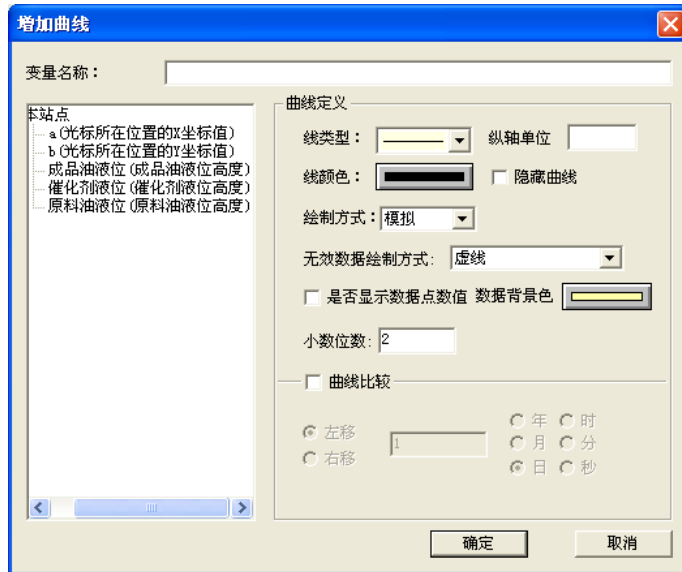 增加曲线
变量名称：
本站点
a(光标所在位置的X坐标值)
b(光标所在位置的Y坐标值)
成品油液位(成品油液位高度)
催化剂液位(催化剂液位高度)
原料油液位(原料油液位高度)
曲线定义
线类型： 纵轴单位
线颜色： 隐藏曲线
绘制方式：模拟
无效数据绘制方式: 虚线
是否显示数据点数值 数据背景色
小数位数: 2
曲线比较
左移 1 年 时
右移 月 分
日 秒
确定 取消